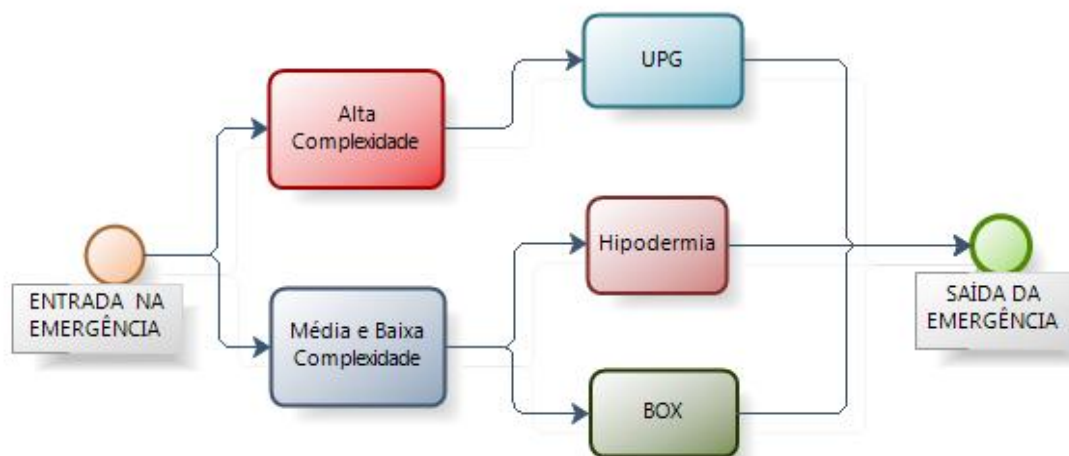 UPG
Alta
Complexidade
Hipodermia
ENTRADA NA
EMERGÊNCIA
Média e Baixa
Complexidade
SAÍDA DA
EMERGÊNCIA
BOX